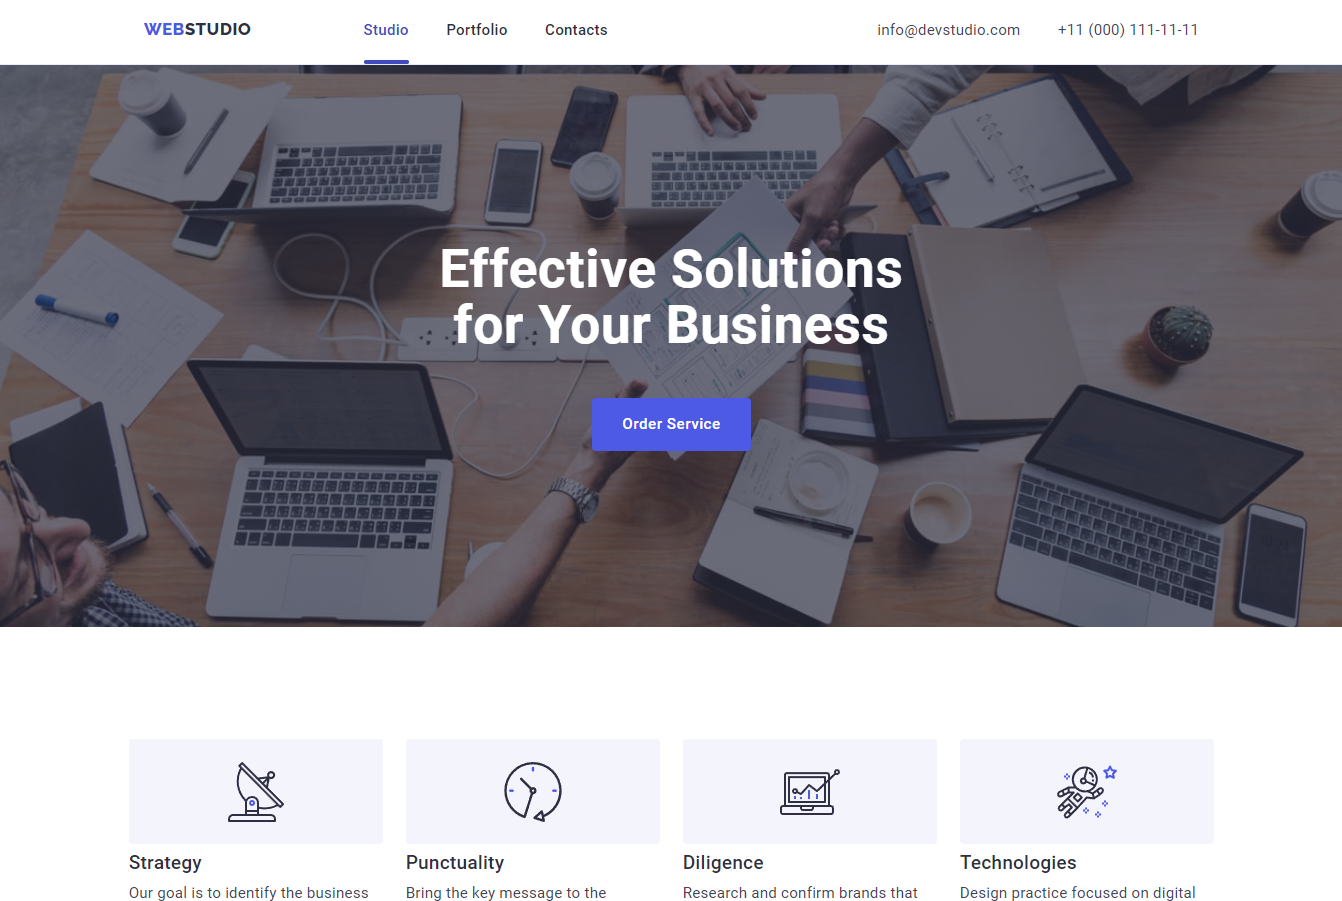 WEBSTUDIO Studio Portfolio Contacts info@devstudio.com +11 (000) 111-11-11
Effective Solutions
for Your Business
Order Service
Strategy Punctuality Diligence Technologies
Our goal is to identify the business Bring the key message to the Research and confirm brands that Design practice focused on digital